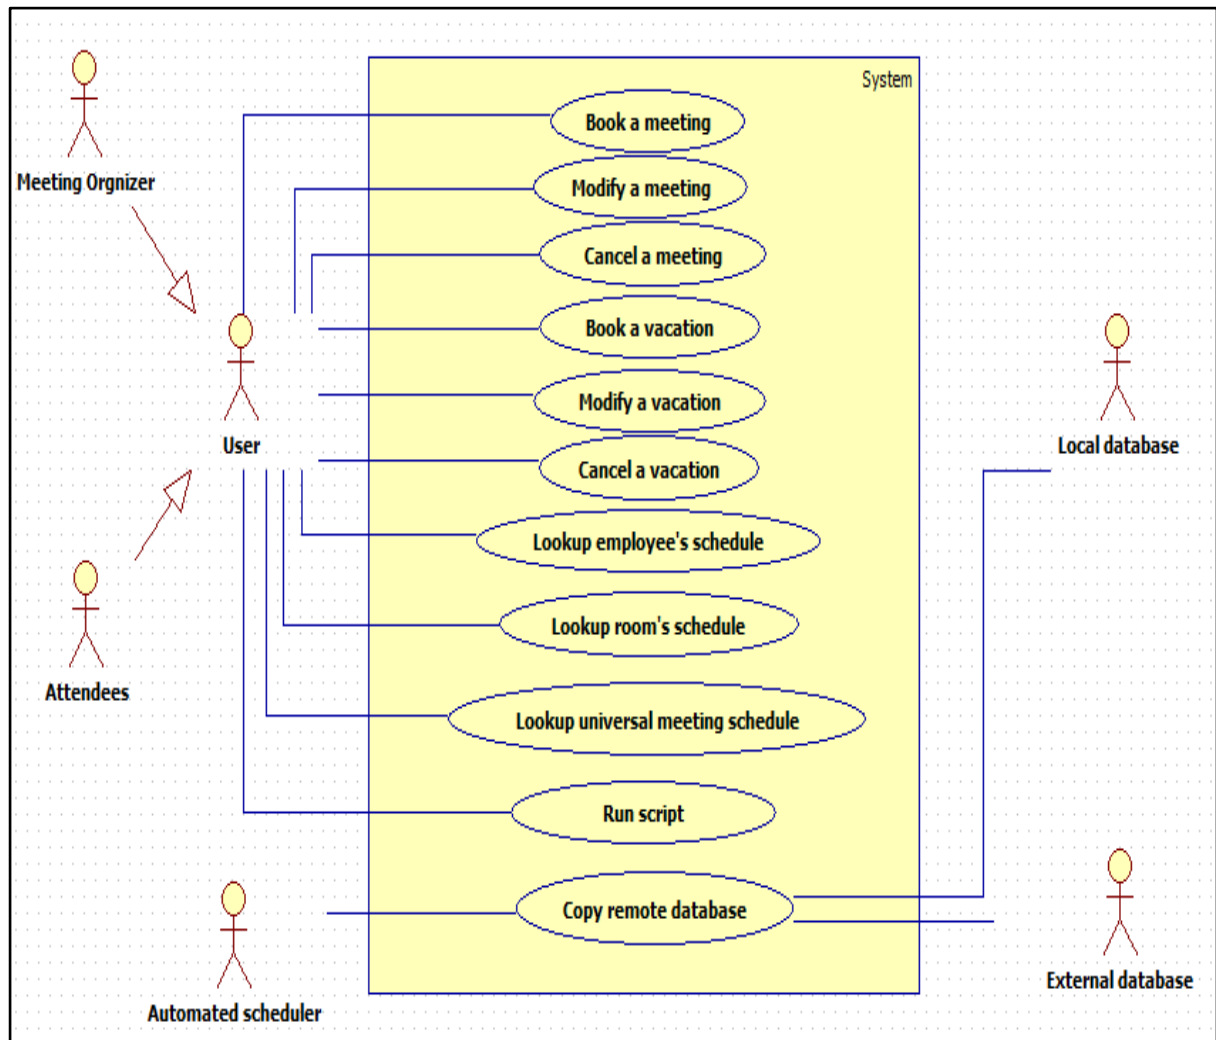 System
Book a meeting
Meeting Orgnizer
Modify a meeting
Cancel a meeting
Book a vacation
Modify a vacation
User
Local database
Cancel a vacation
Lookup employee's schedule
Lookup room's schedule
Attendees
Lookup universal meeting schedule
Run script
Copy remote database
External database
Automated scheduler